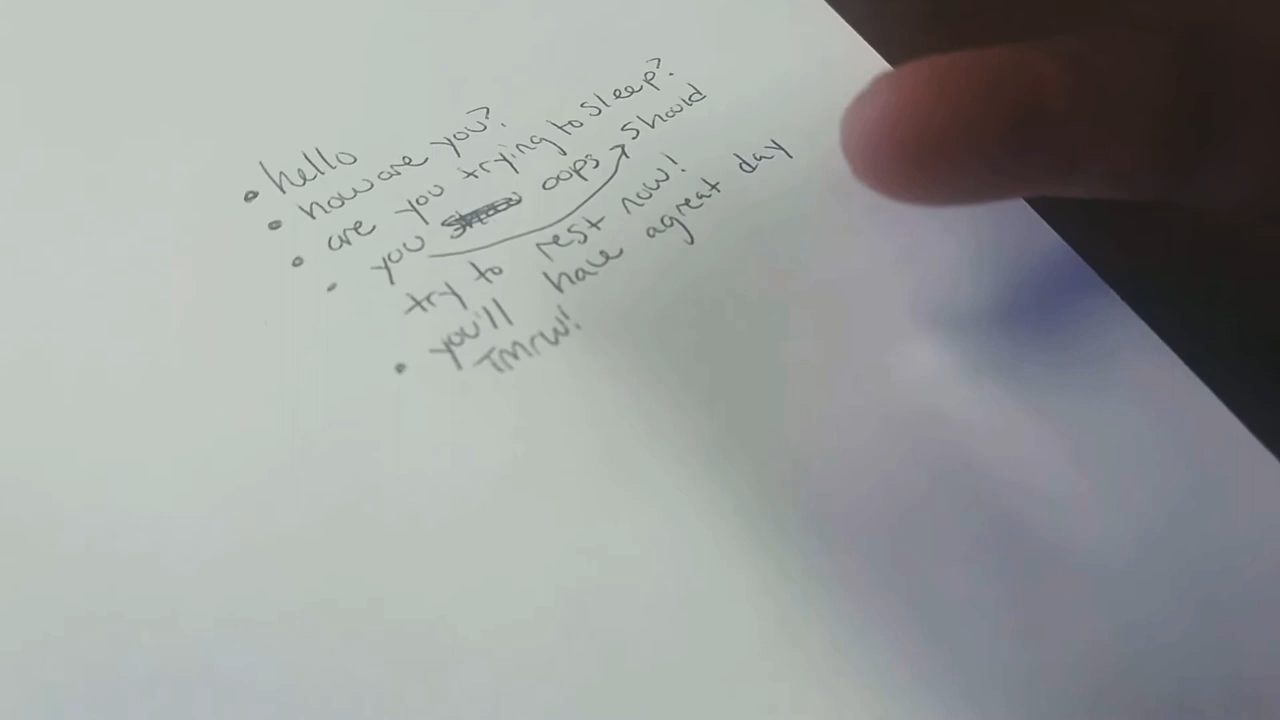 • hello
• how are you?
• are you trying to sleep?
• you oops → should
try to rest now!
• you'll have a great day
TMRW!